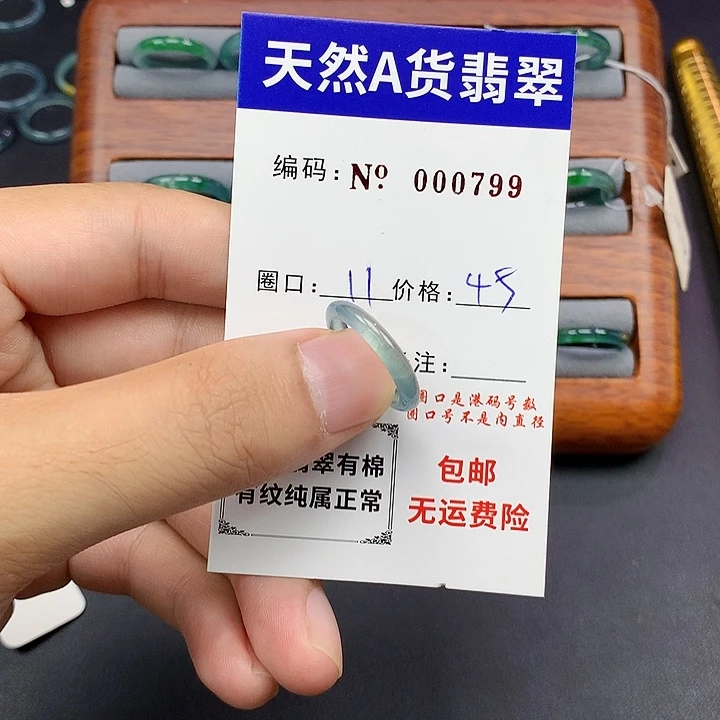 天然A货翡翠
编码：Nº 000799
圈口：11 价格：45
注：
圈口是港码号数
圈口号不是内直径
翠有棉
有纹纯属正常
包邮
无运费险